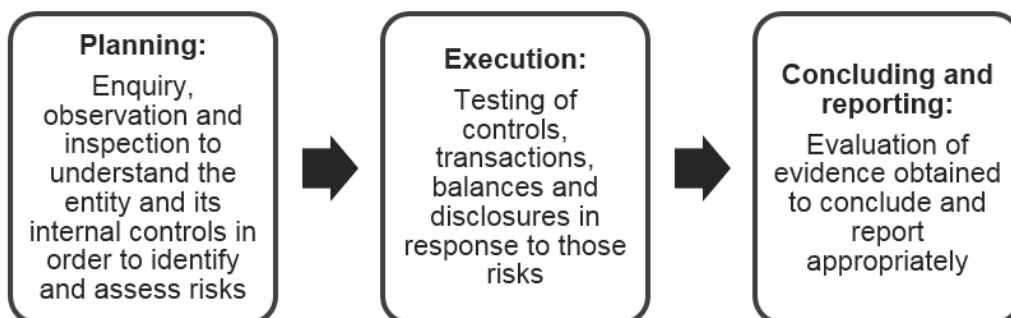 Planning:
Enquiry,
observation and
inspection to
understand the
entity and its
internal controls in
order to identify
and assess risks
Execution:
Testing of
controls,
transactions,
balances and
disclosures in
response to those
risks
Concluding and
reporting:
Evaluation of
evidence obtained
to conclude and
report
appropriately